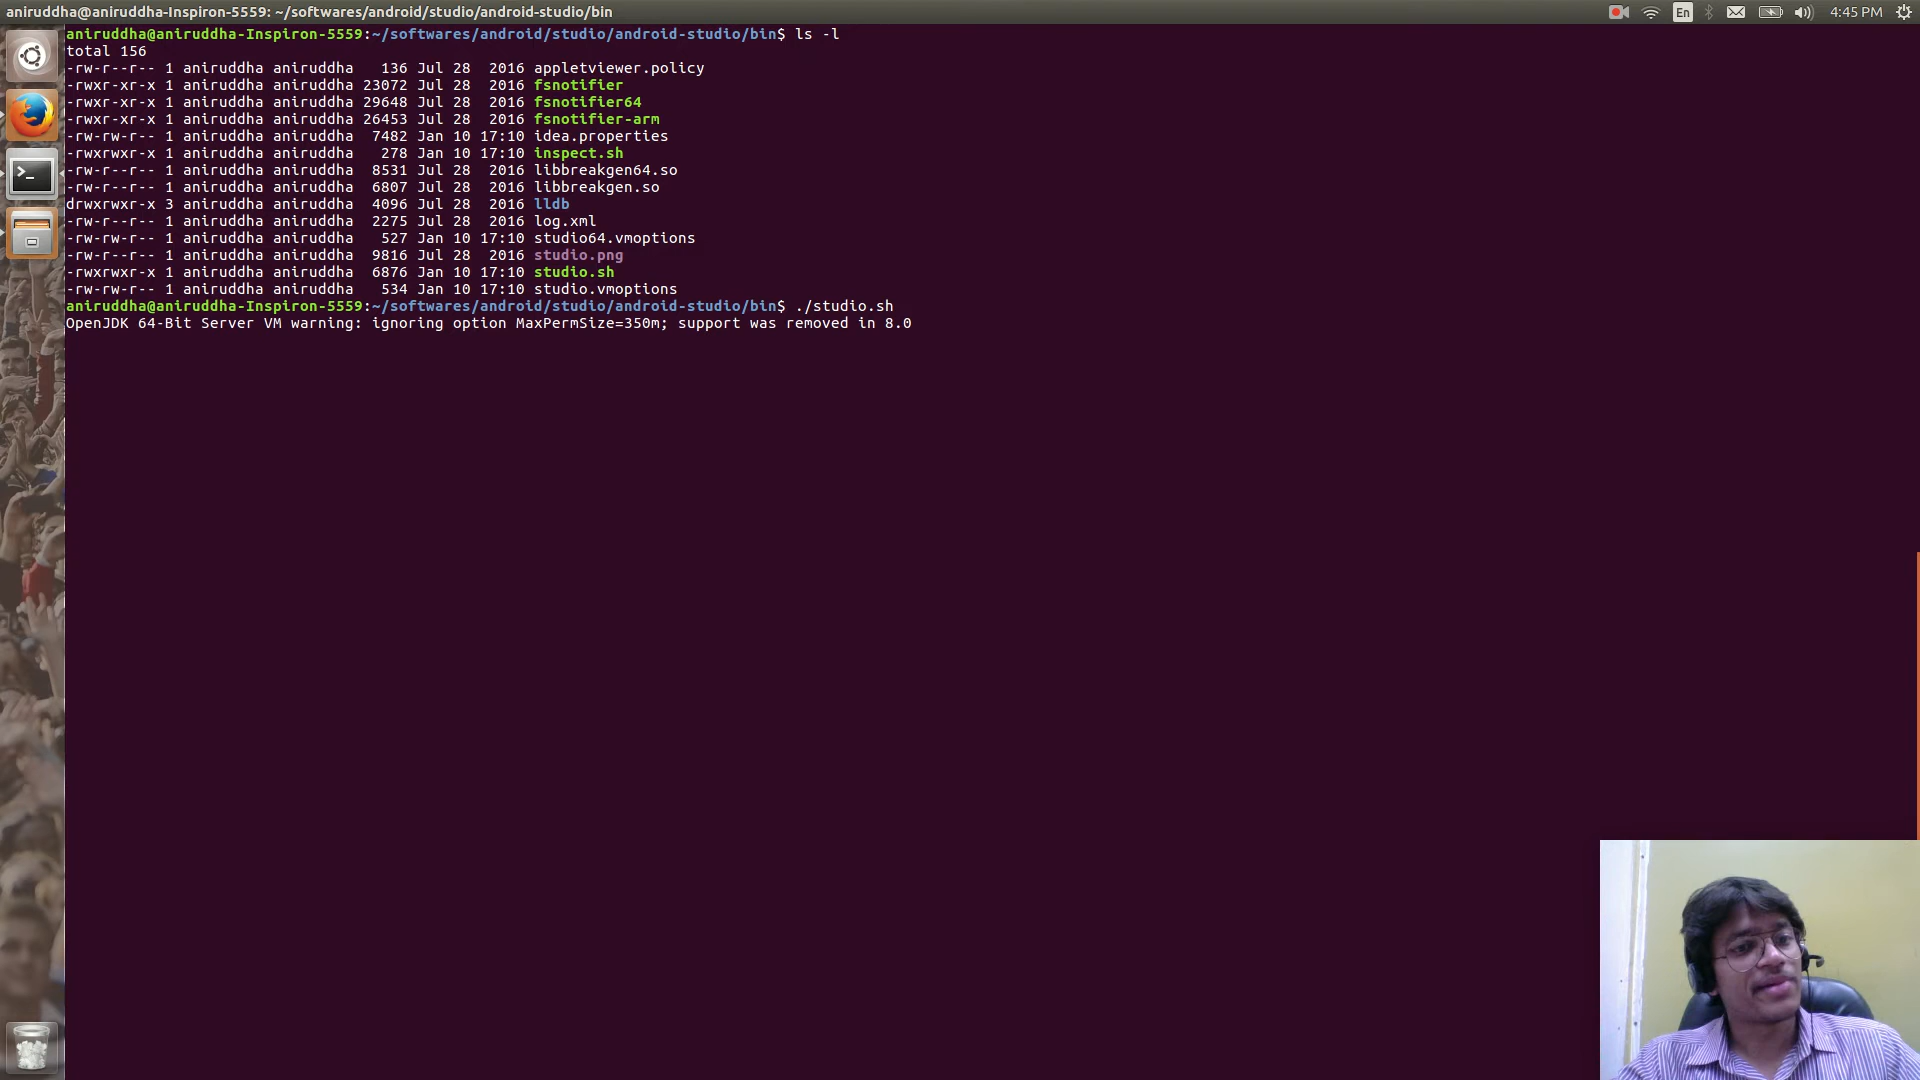 aniruddha@aniruddha-Inspiron-5559: ~/softwares/android/studio/android-studio/bin
En
4:45 PM
aniruddha@aniruddha-Inspiron-5559:~/softwares/android/studio/android-studio/bin$ ls -l
total 156
-rw-r--r-- 1 aniruddha aniruddha   136 Jul 28  2016 appletviewer.policy
-rwxr-xr-x 1 aniruddha aniruddha 23072 Jul 28  2016 fsnotifier
-rwxr-xr-x 1 aniruddha aniruddha 29648 Jul 28  2016 fsnotifier64
-rwxr-xr-x 1 aniruddha aniruddha 26453 Jul 28  2016 fsnotifier-arm
-rw-rw-r-- 1 aniruddha aniruddha  7482 Jan 10 17:10 idea.properties
-rwxrwxr-x 1 aniruddha aniruddha   278 Jan 10 17:10 inspect.sh
-rw-r--r-- 1 aniruddha aniruddha  8531 Jul 28  2016 libbreakgen64.so
-rw-r--r-- 1 aniruddha aniruddha  6807 Jul 28  2016 libbreakgen.so
drwxrwxr-x 3 aniruddha aniruddha  4096 Jul 28  2016 lldb
-rw-r--r-- 1 aniruddha aniruddha  2275 Jul 28  2016 log.xml
-rw-rw-r-- 1 aniruddha aniruddha   527 Jan 10 17:10 studio64.vmoptions
-rw-r--r-- 1 aniruddha aniruddha  9816 Jul 28  2016 studio.png
-rwxrwxr-x 1 aniruddha aniruddha  6876 Jan 10 17:10 studio.sh
-rw-rw-r-- 1 aniruddha aniruddha   534 Jan 10 17:10 studio.vmoptions
aniruddha@aniruddha-Inspiron-5559:~/softwares/android/studio/android-studio/bin$ ./studio.sh
OpenJDK 64-Bit Server VM warning: ignoring option MaxPermSize=350m; support was removed in 8.0